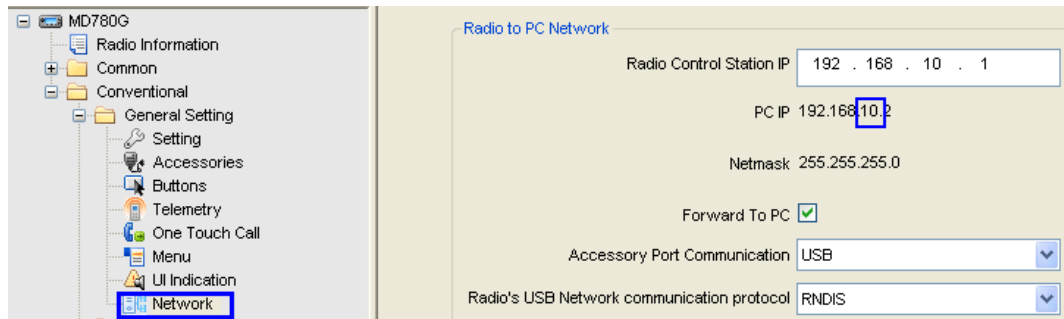 MD780G
Radio Information
Common
Conventional
General Setting
Setting
Accessories
Buttons
Telemetry
One Touch Call
Menu
UI Indication
Network
Radio to PC Network
Radio Control Station IP 192 . 168 . 10 . 1
PC IP 192.168.10.2
Netmask 255.255.255.0
Forward To PC
Accessory Port Communication USB
Radio's USB Network communication protocol RNDIS